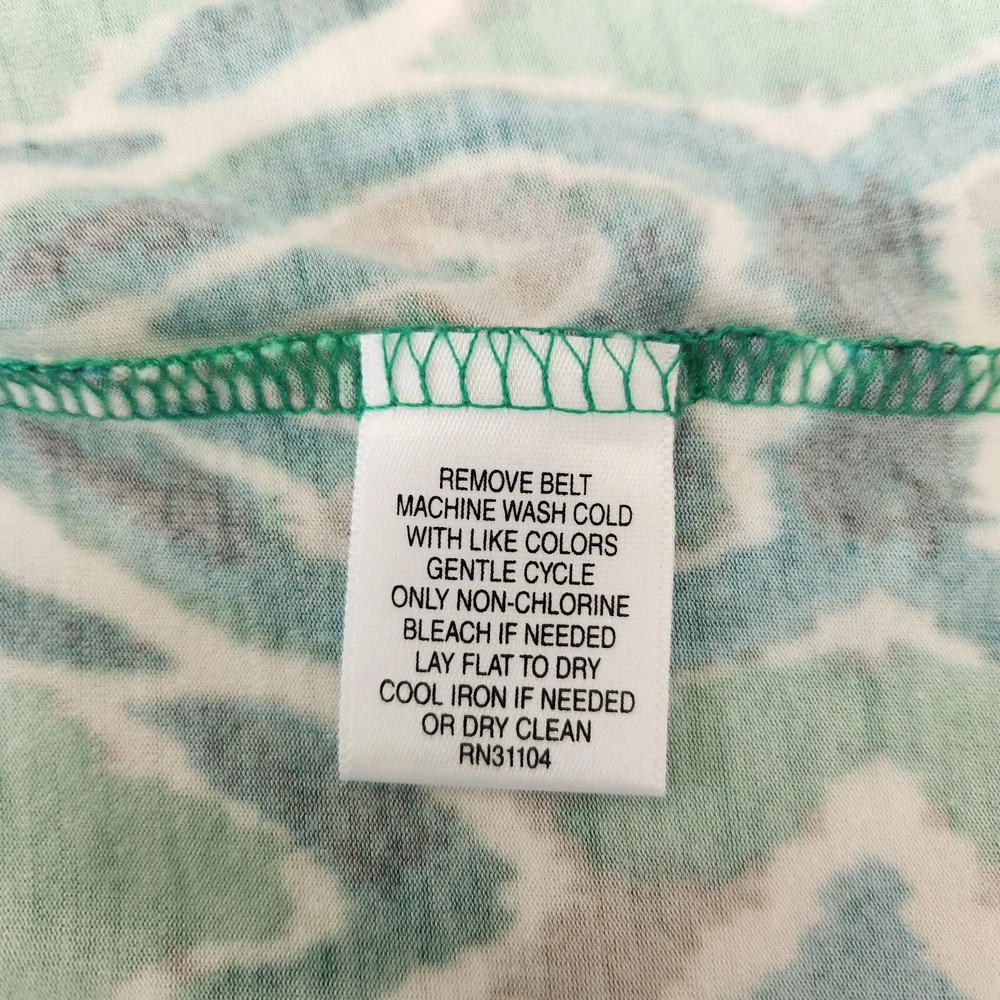 REMOVE BELT
MACHINE WASH COLD
WITH LIKE COLORS
GENTLE CYCLE
ONLY NON-CHLORINE
BLEACH IF NEEDED
LAY FLAT TO DRY
COOL IRON IF NEEDED
OR DRY CLEAN
RN31104